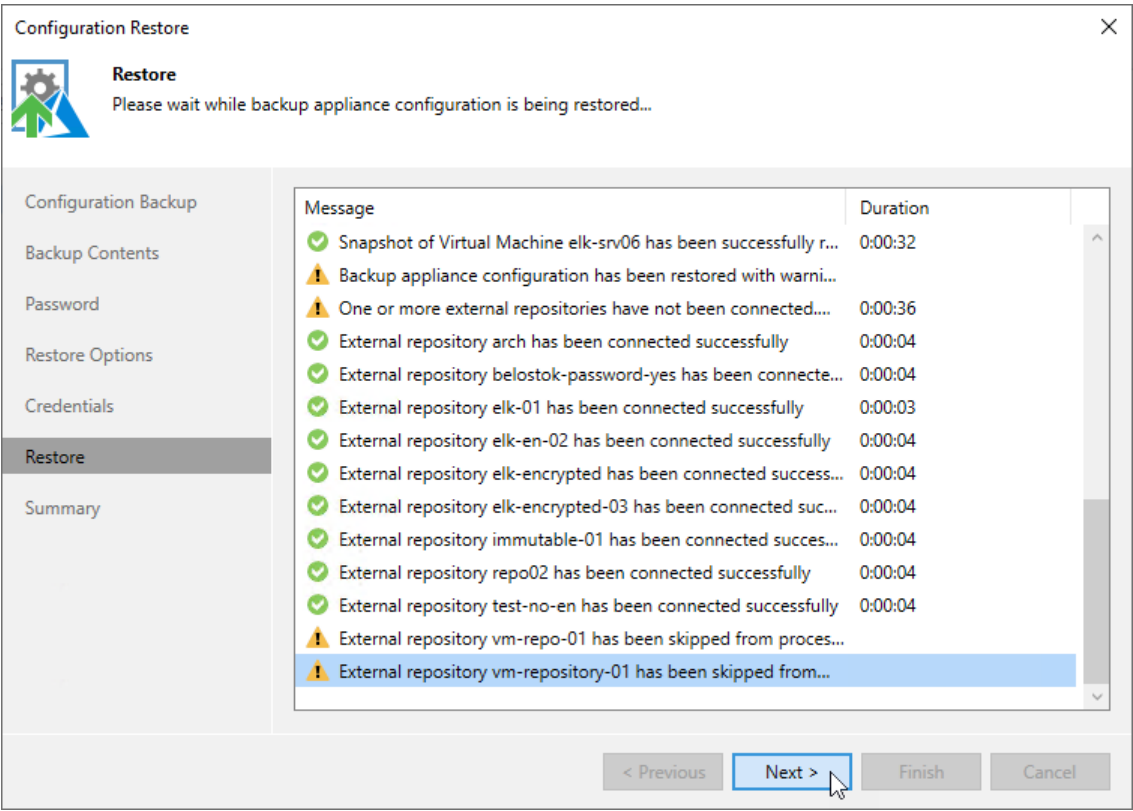 Configuration Restore
Restore
Please wait while backup appliance configuration is being restored...
Configuration Backup
Backup Contents
Password
Restore Options
Credentials
Restore
Summary
Message Duration
Snapshot of Virtual Machine elk-srv06 has been successfully r... 0:00:32
Backup appliance configuration has been restored with warni...
One or more external repositories have not been connected.... 0:00:36
External repository arch has been connected successfully 0:00:04
External repository belostok-password-yes has been connecte... 0:00:04
External repository elk-01 has been connected successfully 0:00:03
External repository elk-en-02 has been connected successfully 0:00:04
External repository elk-encrypted has been connected success... 0:00:04
External repository elk-encrypted-03 has been connected suc... 0:00:04
External repository immutable-01 has been connected succes... 0:00:04
External repository repo02 has been connected successfully 0:00:04
External repository test-no-en has been connected successfully 0:00:04
External repository vm-repo-01 has been skipped from proces...
External repository vm-repository-01 has been skipped from...
< Previous Next > Finish Cancel